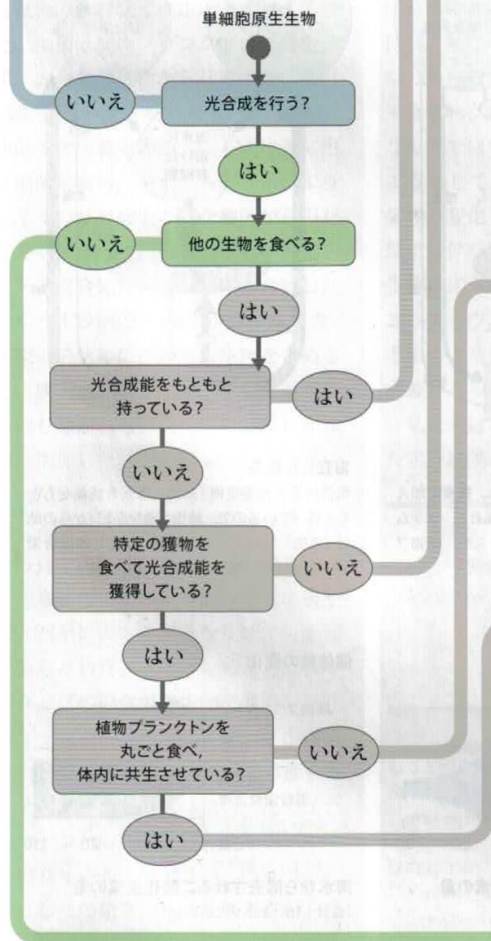 単細胞原生生物
いいえ
光合成を行う?
はい
いいえ
他の生物を食べる?
はい
光合成能をもともと
持っている?
はい
いいえ
特定の獲物を
食べて光合成能を
獲得している?
いいえ
はい
植物プランクトンを
丸ごと食べ,
体内に共生させている?
いいえ
はい